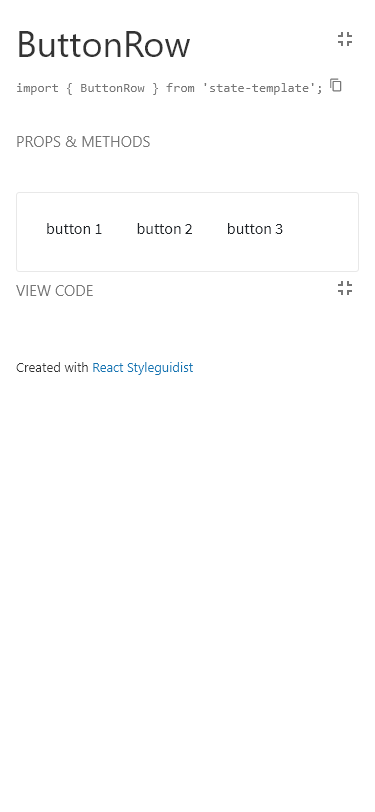 ButtonRow
import { ButtonRow } from 'state-template';
PROPS & METHODS
button 1 button 2 button 3
VIEW CODE
Created with React Styleguidist